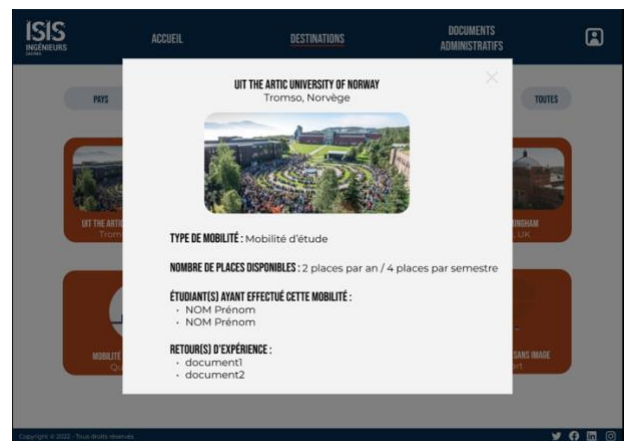 ISIS
INGÉNIEURS
ACCUEIL
DESTINATIONS
DOCUMENTS
ADMINISTRATIFS
PAYS
TOUTES
UIT THE ARTIC UNIVERSITY OF NORWAY
Tromso, Norvège
TYPE DE MOBILITÉ : Mobilité d'étude
NOMBRE DE PLACES DISPONIBLES : 2 places par an / 4 places par semestre
ÉTUDIANT(S) AYANT EFFECTUÉ CETTE MOBILITÉ :
• NOM Prénom
• NOM Prénom
RETOUR(S) D'EXPÉRIENCE :
• document1
• document2
UIT THE ARTIC
Trom
INGHAM
, UK
MOBILITÉ
Qu
SANS IMAGE
Copyright © 2022 - Tous droits réservés